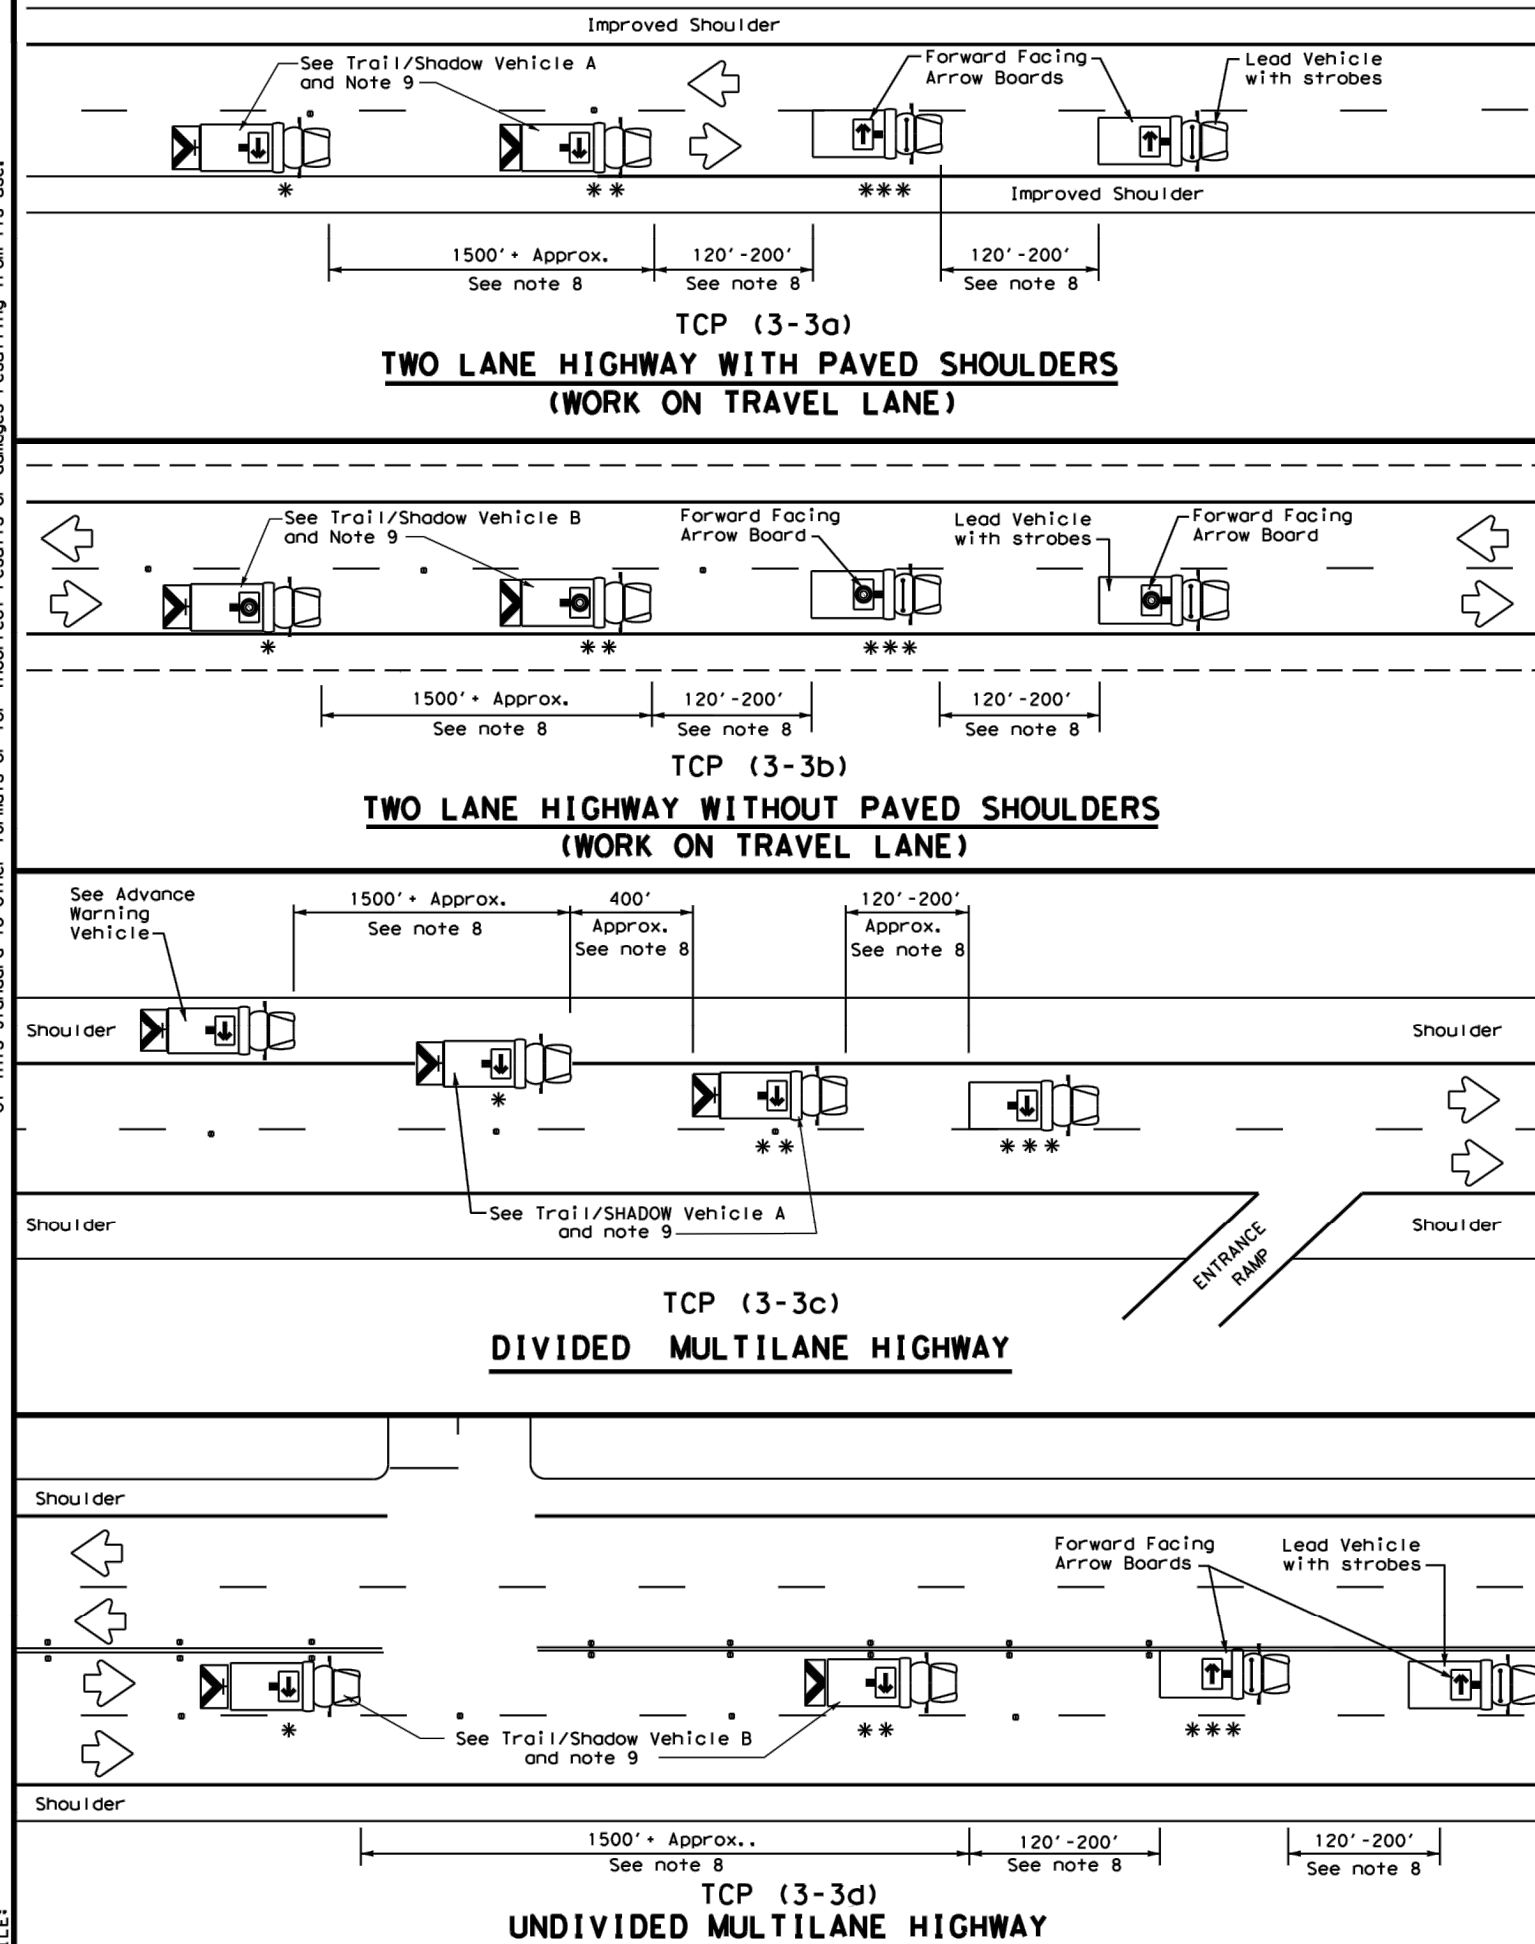 Improved Shoulder
See Trail/Shadow Vehicle A
and Note 9
Forward Facing
Arrow Boards
Lead Vehicle
with strobes
*
**
***
Improved Shoulder
1500'+ Approx.
See note 8
120'-200'
See note 8
120'-200'
See note 8
TCP (3-3a)
TWO LANE HIGHWAY WITH PAVED SHOULDERS
(WORK ON TRAVEL LANE)
See Trail/Shadow Vehicle B
and Note 9
Forward Facing
Arrow Board
Lead Vehicle
with strobes
Forward Facing
Arrow Board
*
**
***
1500'+ Approx.
See note 8
120'-200'
See note 8
120'-200'
See note 8
TCP (3-3b)
TWO LANE HIGHWAY WITHOUT PAVED SHOULDERS
(WORK ON TRAVEL LANE)
See Advance
Warning
Vehicle
1500'+ Approx.
See note 8
400'
Approx.
See note 8
120'-200'
Approx.
See note 8
Shoulder
Shoulder
*
**
***
See Trail/SHADOW Vehicle A
and note 9
Shoulder
Shoulder
ENTRANCE
RAMP
TCP (3-3c)
DIVIDED MULTILANE HIGHWAY
Shoulder
Forward Facing
Arrow Boards
Lead Vehicle
with strobes
*
**
***
See Trail/Shadow Vehicle B
and note 9
Shoulder
1500'+ Approx..
See note 8
120'-200'
See note 8
120'-200'
See note 8
TCP (3-3d)
UNDIVIDED MULTILANE HIGHWAY